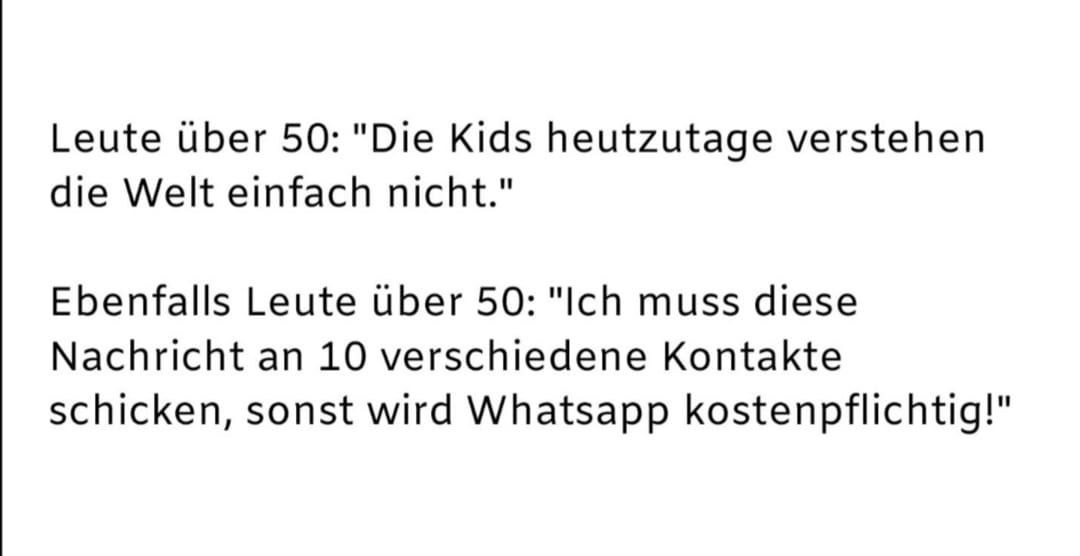 Leute über 50: "Die Kids heutzutage verstehen
die Welt einfach nicht."
Ebenfalls Leute über 50: "Ich muss diese
Nachricht an 10 verschiedene Kontakte
schicken, sonst wird Whatsapp kostenpflichtig!"